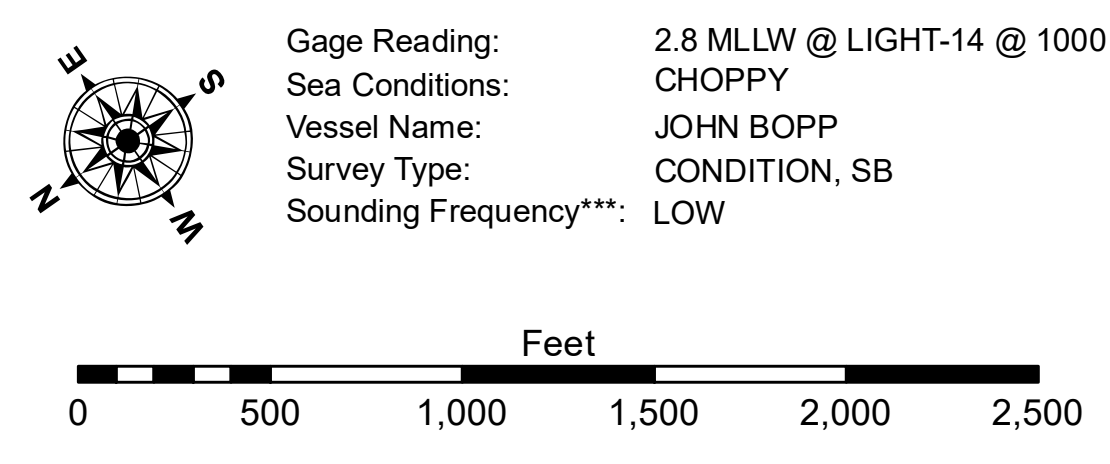 E
S
N
W
Gage Reading: 2.8 MLLW @ LIGHT-14 @ 1000
Sea Conditions: CHOPPY
Vessel Name: JOHN BOPP
Survey Type: CONDITION, SB
Sounding Frequency***: LOW
Feet
0 500 1,000 1,500 2,000 2,500